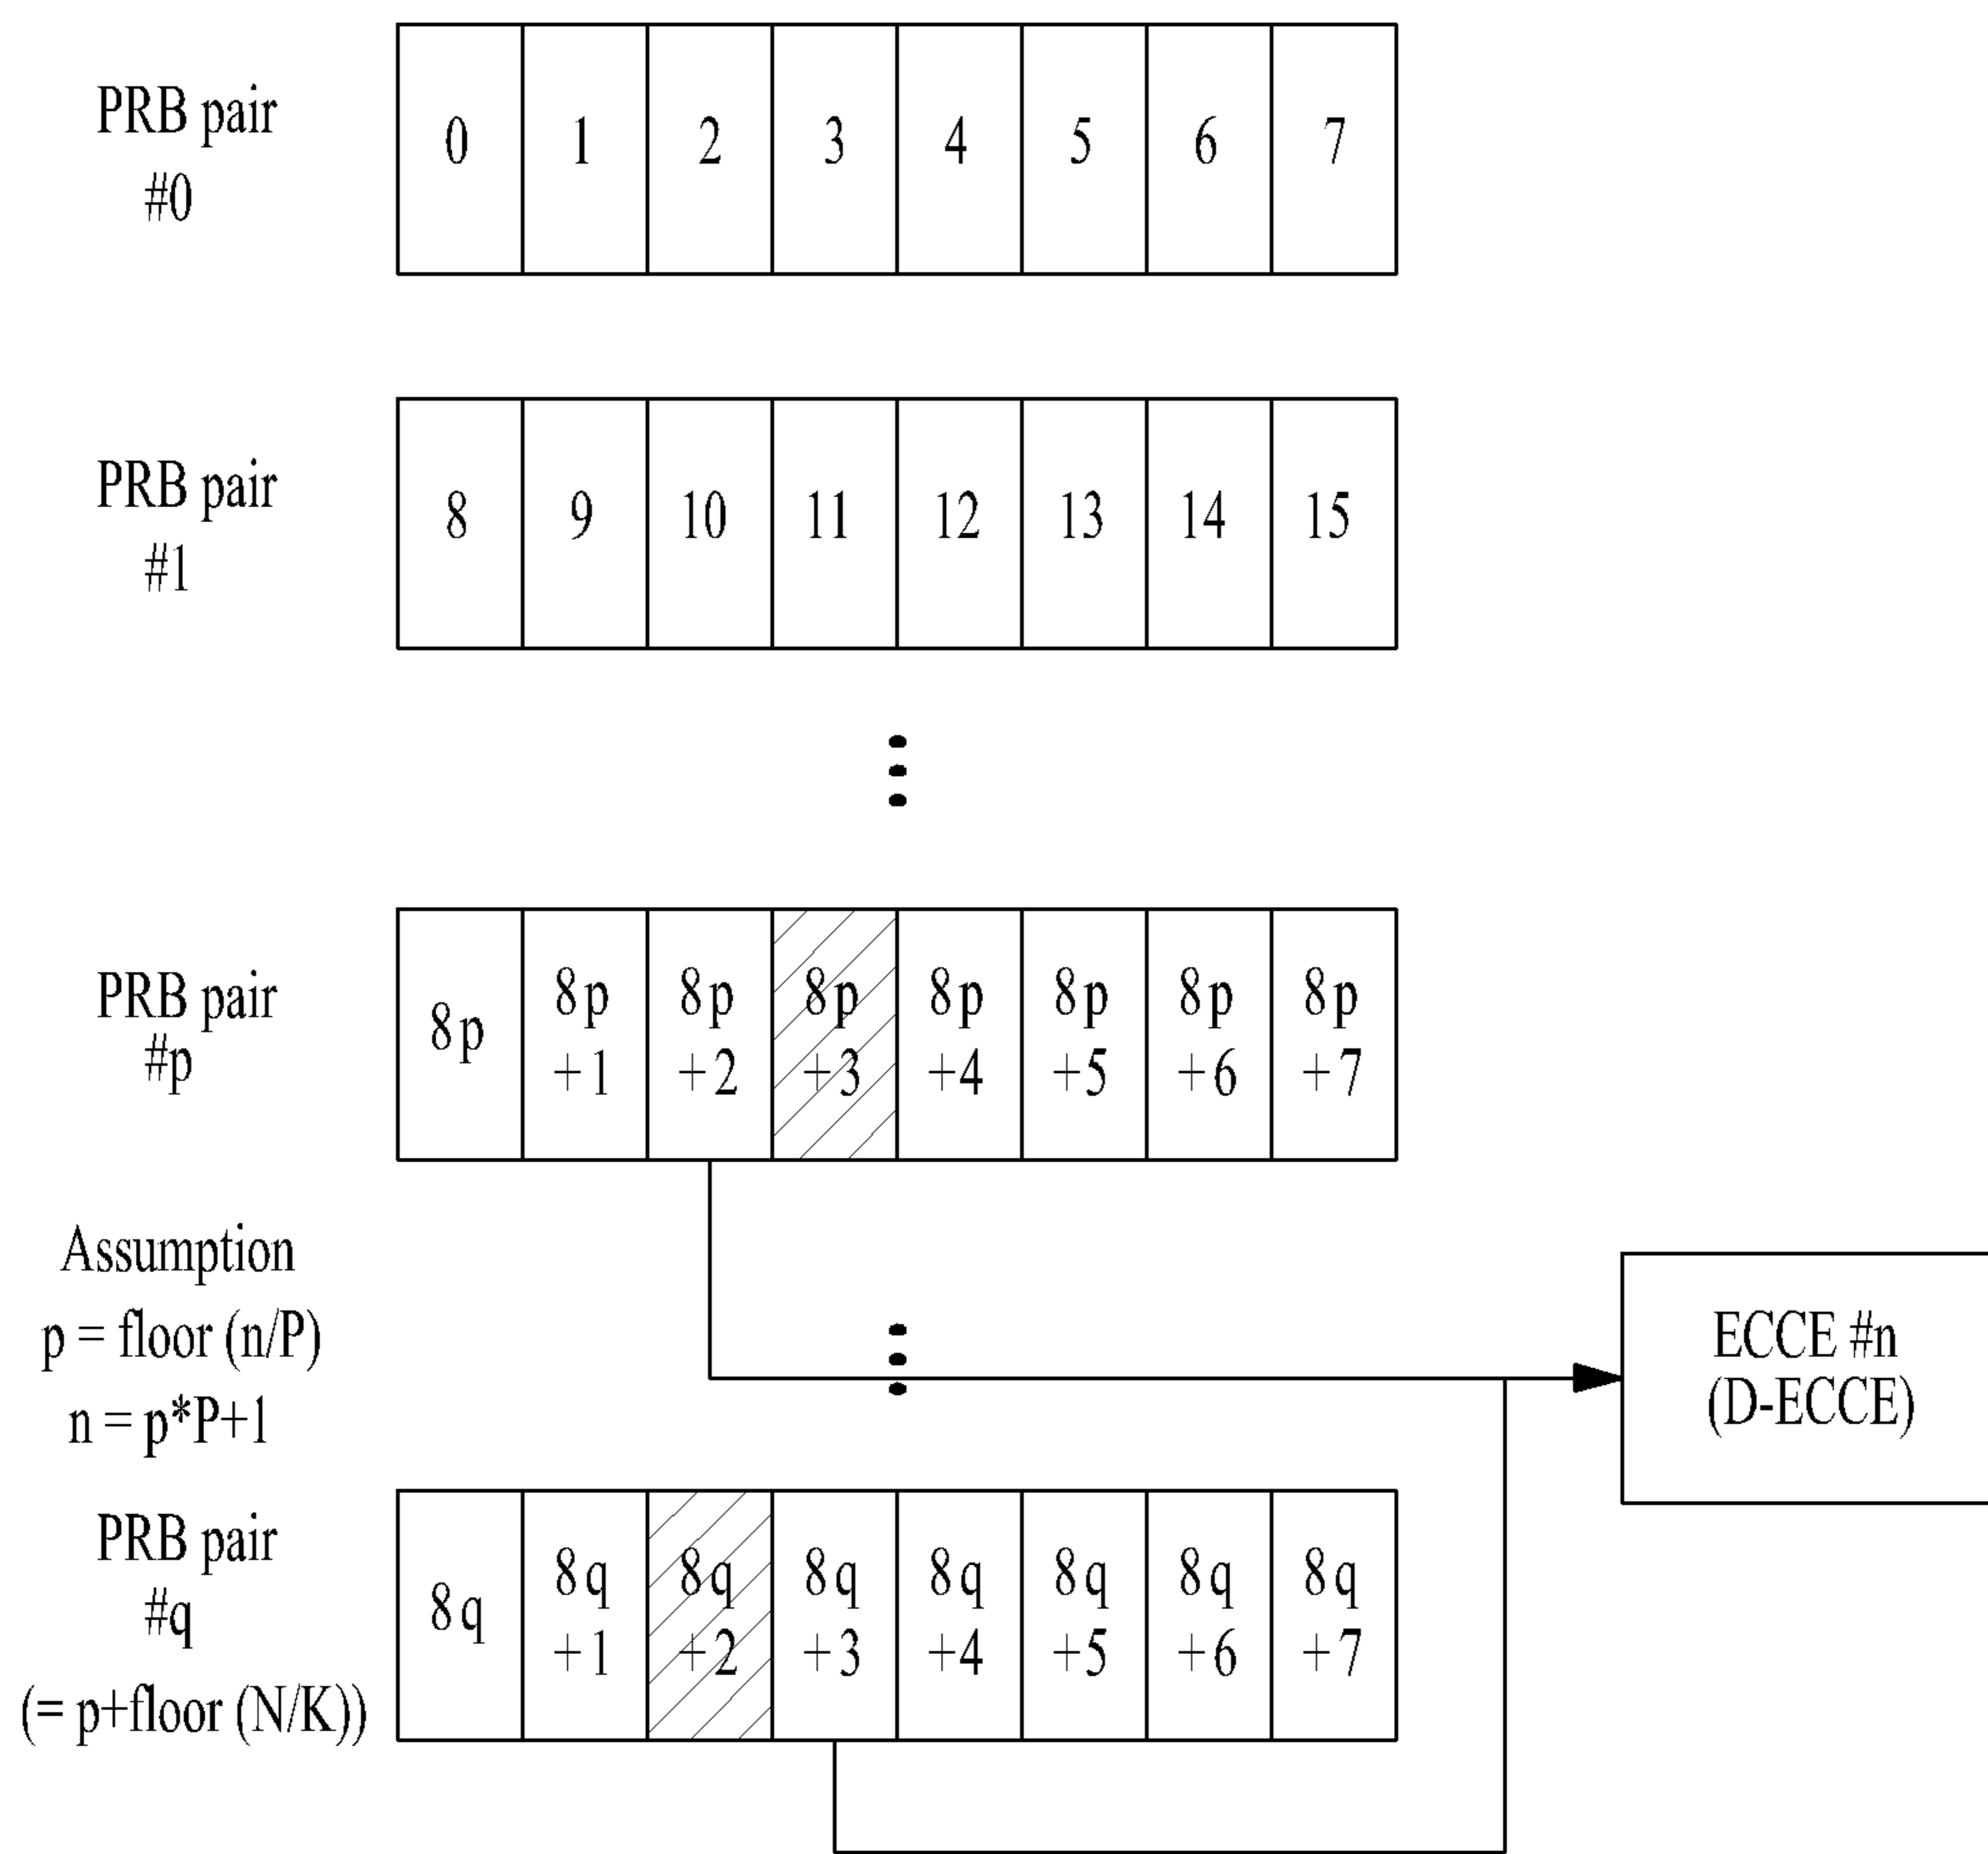 PRB pair
#0
0 1 2 3 4 5 6 7
PRB pair
#1
8 9 10 11 12 13 14 15
PRB pair
#p
8p 8p+1 8p+2 8p+3 8p+4 8p+5 8p+6 8p+7
Assumption
p = floor (n/P)
n = p*P+1
ECCE #n
(D-ECCE)
PRB pair
#q
(= p+floor (N/K))
8q 8q+1 8q+2 8q+3 8q+4 8q+5 8q+6 8q+7